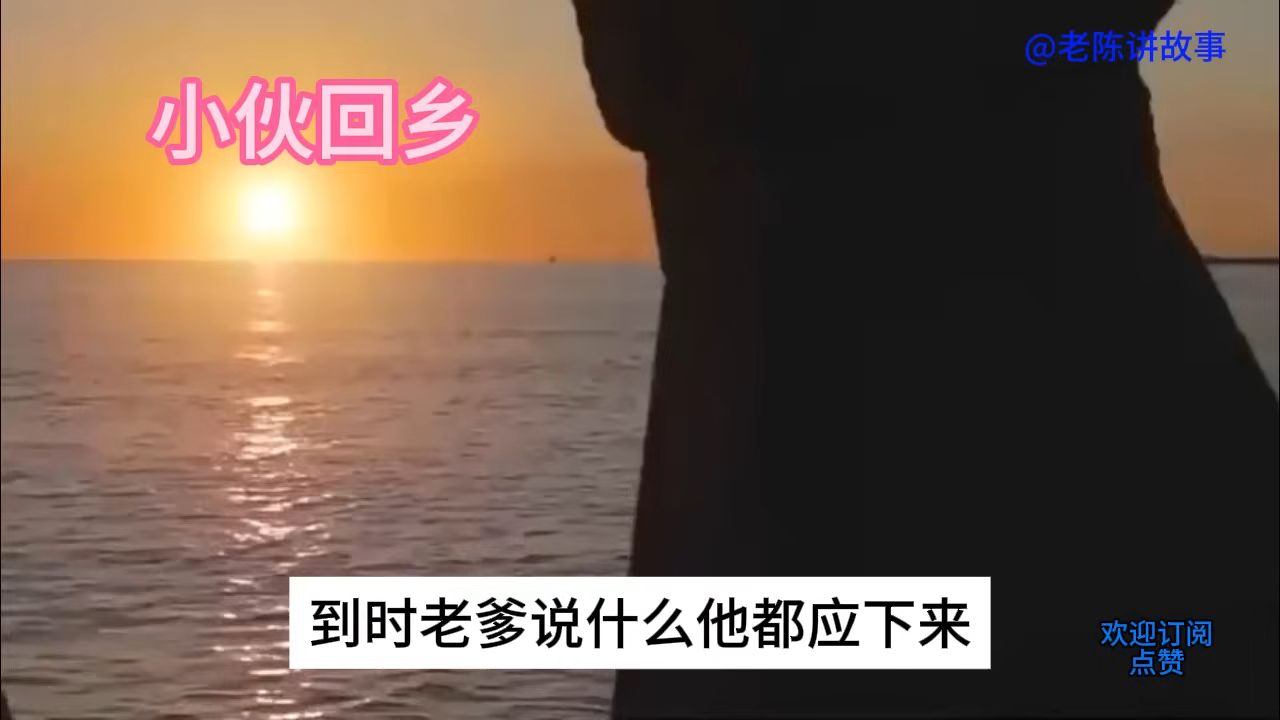 @老陈讲故事
小伙回乡
到时老爹说什么他都应下来
欢迎订阅
点赞